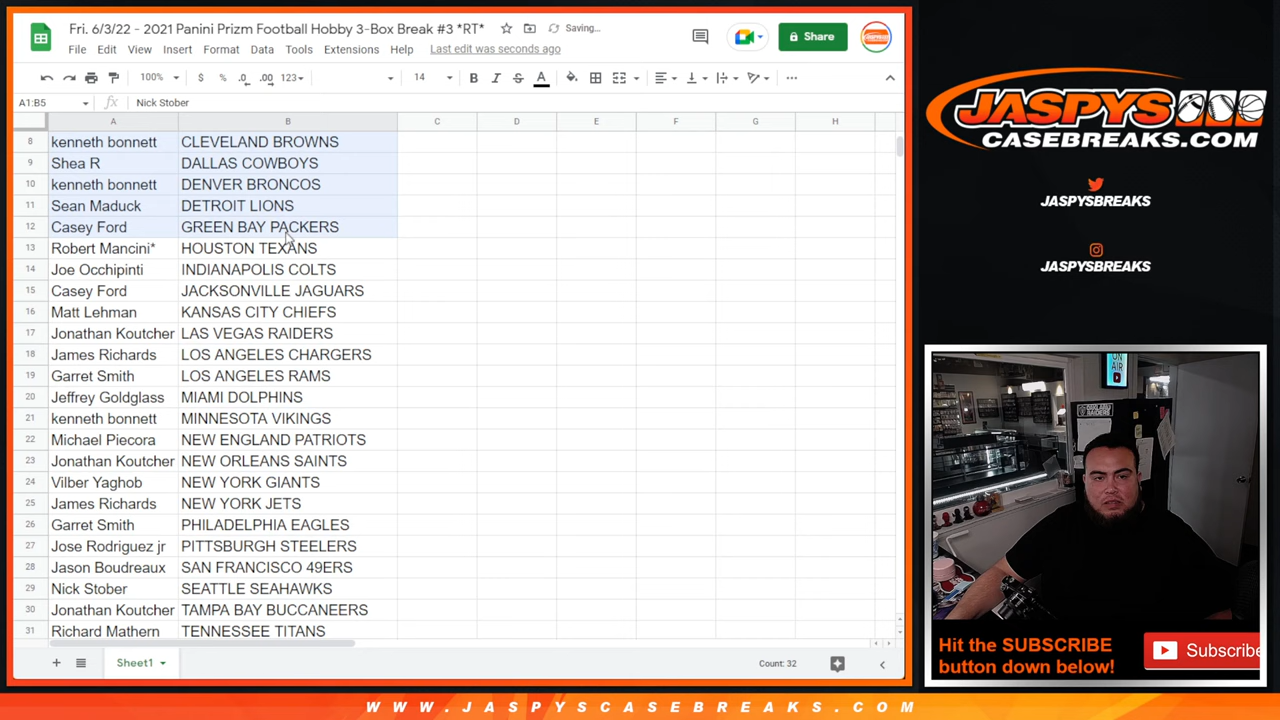 Fri. 6/3/22 - 2021 Panini Prizm Football Hobby 3-Box Break #3 *RT*
Saving...
Share
File Edit View Insert Format Data Tools Extensions Help Last edit was seconds ago
100% $ % .0 .00 123 14 B I S A
A1:B5 fx Nick Stober
A B C D E F G H
8 kenneth bonnett CLEVELAND BROWNS
9 Shea R DALLAS COWBOYS
10 kenneth bonnett DENVER BRONCOS
11 Sean Maduck DETROIT LIONS
12 Casey Ford GREEN BAY PACKERS
13 Robert Mancini* HOUSTON TEXANS
14 Joe Occhipinti INDIANAPOLIS COLTS
15 Casey Ford JACKSONVILLE JAGUARS
16 Matt Lehman KANSAS CITY CHIEFS
17 Jonathan Koutcher LAS VEGAS RAIDERS
18 James Richards LOS ANGELES CHARGERS
19 Garret Smith LOS ANGELES RAMS
20 Jeffrey Goldglass MIAMI DOLPHINS
21 kenneth bonnett MINNESOTA VIKINGS
22 Michael Piecora NEW ENGLAND PATRIOTS
23 Jonathan Koutcher NEW ORLEANS SAINTS
24 Vilber Yaghob NEW YORK GIANTS
25 James Richards NEW YORK JETS
26 Garret Smith PHILADELPHIA EAGLES
27 Jose Rodriguez jr PITTSBURGH STEELERS
28 Jason Boudreaux SAN FRANCISCO 49ERS
29 Nick Stober SEATTLE SEAHAWKS
30 Jonathan Koutcher TAMPA BAY BUCCANEERS
31 Richard Mathern TENNESSEE TITANS
Sheet1
Count: 32
JASPYS
CASEBREAKS.COM
JASPYSBREAKS
JASPYSBREAKS
ON
AIR
OAKLAND
RAIDERS
Hit the SUBSCRIBE
button down below!
Subscribe
WWW.JASPYSCASEBREAKS.COM